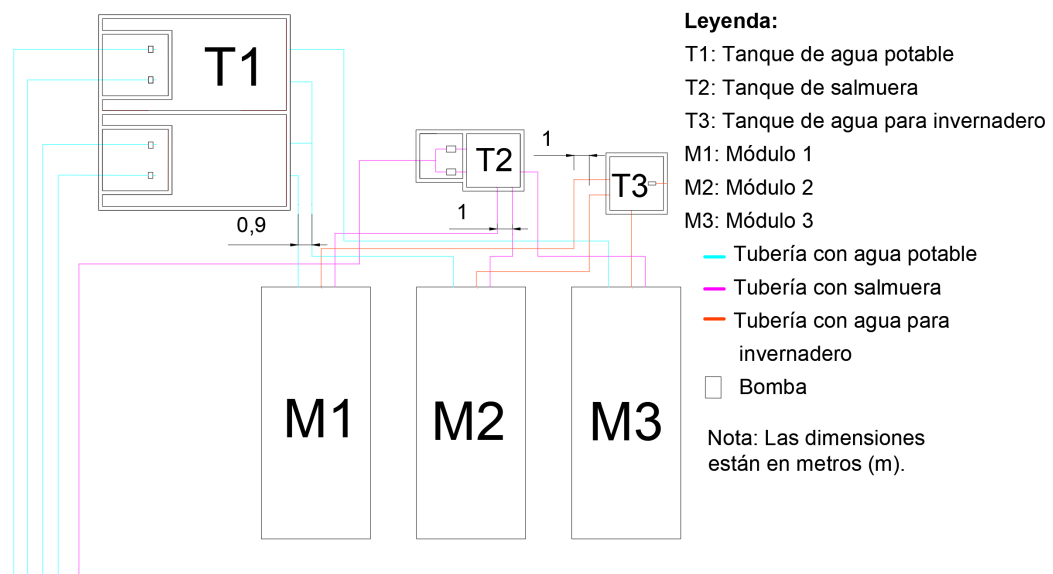 T1
T2
1
T3
0,9
1
M1
M2
M3
Leyenda:
T1: Tanque de agua potable
T2: Tanque de salmuera
T3: Tanque de agua para invernadero
M1: Módulo 1
M2: Módulo 2
M3: Módulo 3
Tubería con agua potable
Tubería con salmuera
Tubería con agua para
invernadero
Bomba
Nota: Las dimensiones
están en metros (m).